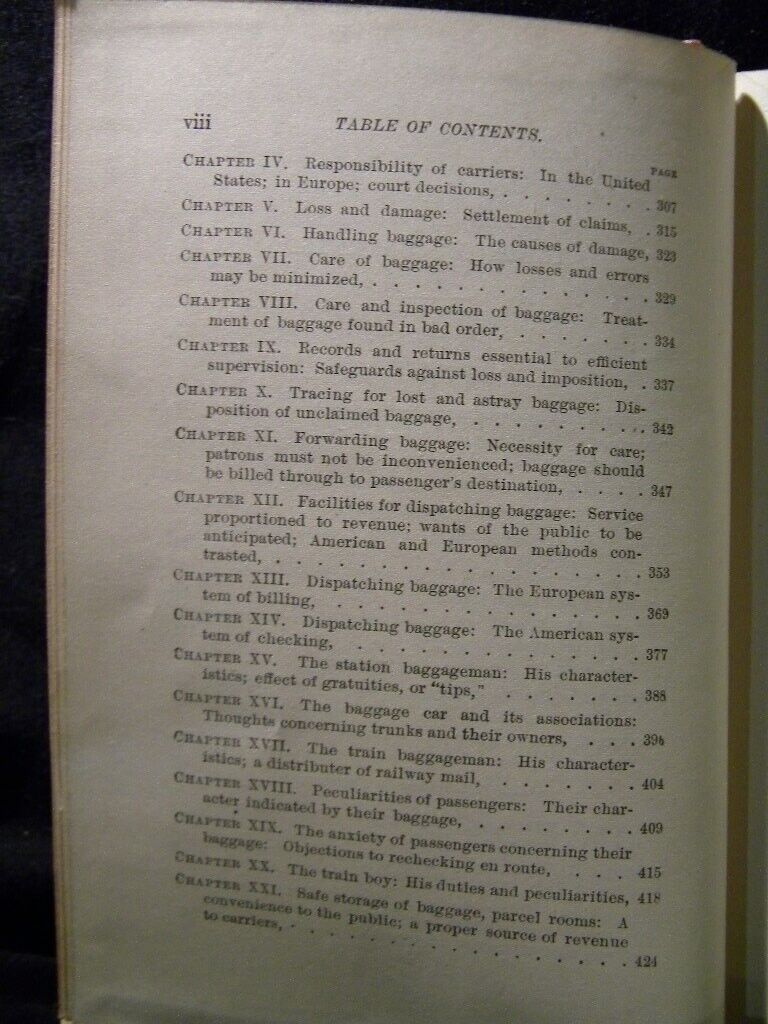 viii TABLE OF CONTENTS.
PAGE
CHAPTER IV. Responsibility of carriers: In the United
States; in Europe; court decisions, . . . . . . . 307
CHAPTER V. Loss and damage: Settlement of claims, . 315
CHAPTER VI. Handling baggage: The causes of damage, 323
CHAPTER VII. Care of baggage: How losses and errors
may be minimized, . . . . . . . . . . . . . 329
CHAPTER VIII. Care and inspection of baggage: Treat-
ment of baggage found in bad order, . . . . . . 334
CHAPTER IX. Records and returns essential to efficient
supervision: Safeguards against loss and imposition, . 337
CHAPTER X. Tracing for lost and astray baggage: Dis-
position of unclaimed baggage, . . . . . . . . . 342
CHAPTER XI. Forwarding baggage: Necessity for care;
patrons must not be inconvenienced; baggage should
be billed through to passenger's destination, . . . . 347
CHAPTER XII. Facilities for dispatching baggage: Service
proportioned to revenue; wants of the public to be
anticipated; American and European methods con-
trasted, . . . . . . . . . . . . . . . . . 353
CHAPTER XIII. Dispatching baggage: The European sys-
tem of billing, . . . . . . . . . . . . . . 369
CHAPTER XIV. Dispatching baggage: The American sys-
tem of checking, . . . . . . . . . . . . . 377
CHAPTER XV. The station baggageman: His character-
istics; effect of gratuities, or "tips," . . . . . . 388
CHAPTER XVI. The baggage car and its associations:
Thoughts concerning trunks and their owners, . . . 396
CHAPTER XVII. The train baggageman: His character-
istics; a distributer of railway mail, . . . . . . 404
CHAPTER XVIII. Peculiarities of passengers: Their char-
acter indicated by their baggage, . . . . . . . 409
CHAPTER XIX. The anxiety of passengers concerning their
baggage: Objections to rechecking en route, . . . 415
CHAPTER XX. The train boy: His duties and peculiarities, 418
CHAPTER XXI. Safe storage of baggage, parcel rooms: A
convenience to the public; a proper source of revenue
to carriers, . . . . . . . . . . . . . . . 424